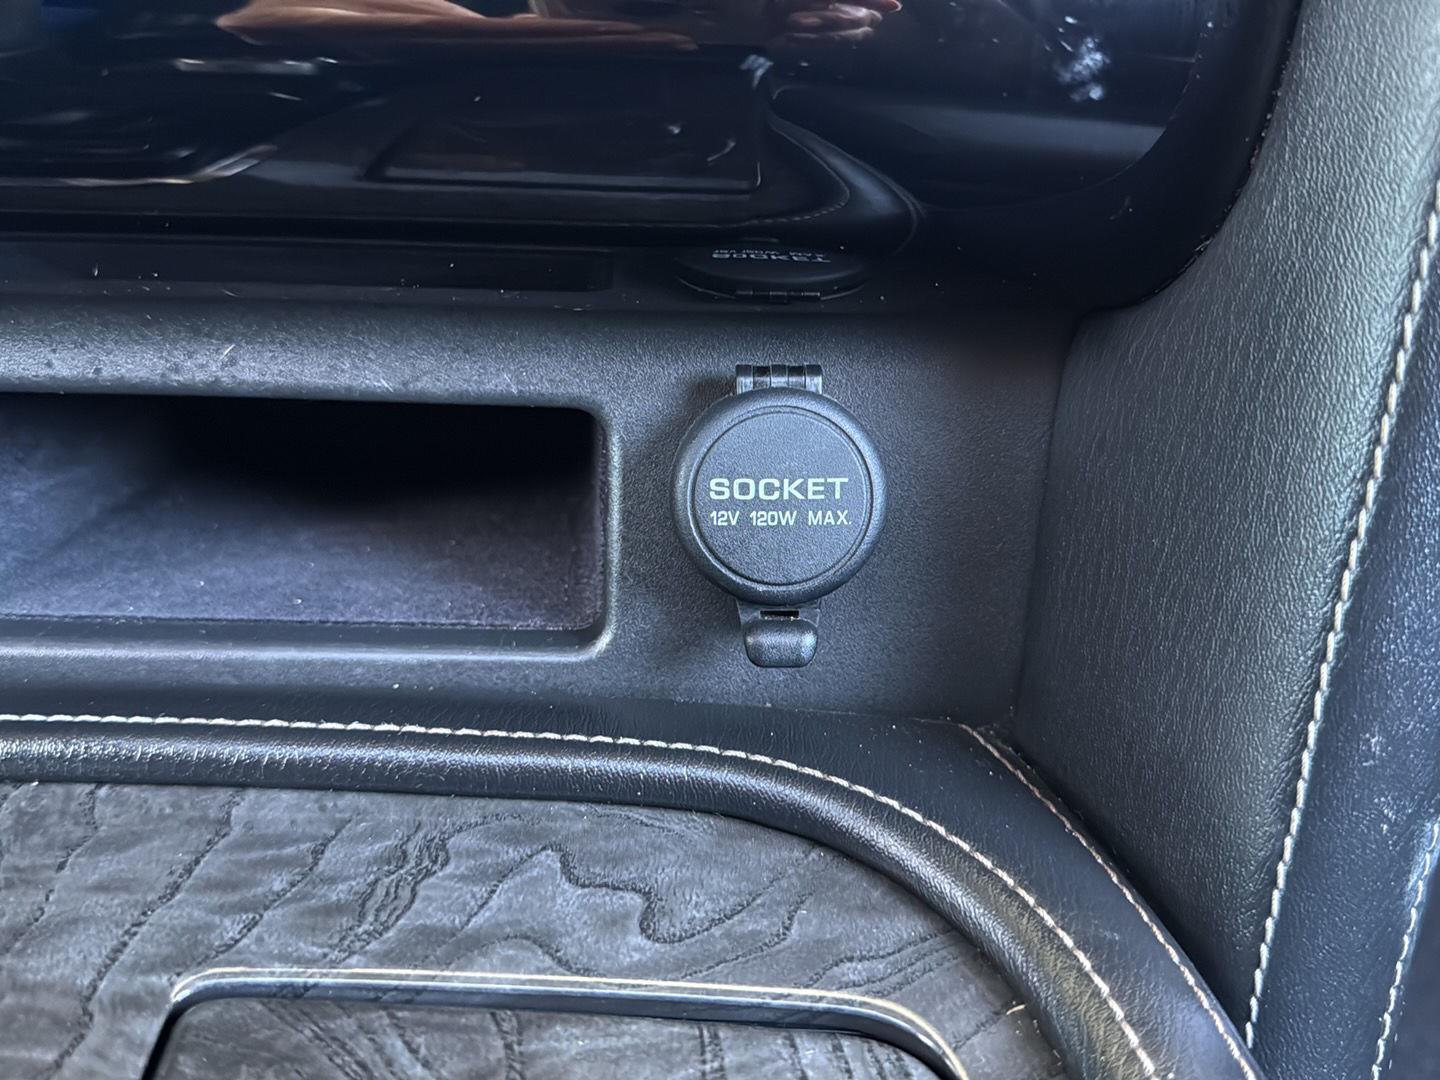 SOCKET
12V 120W MAX.